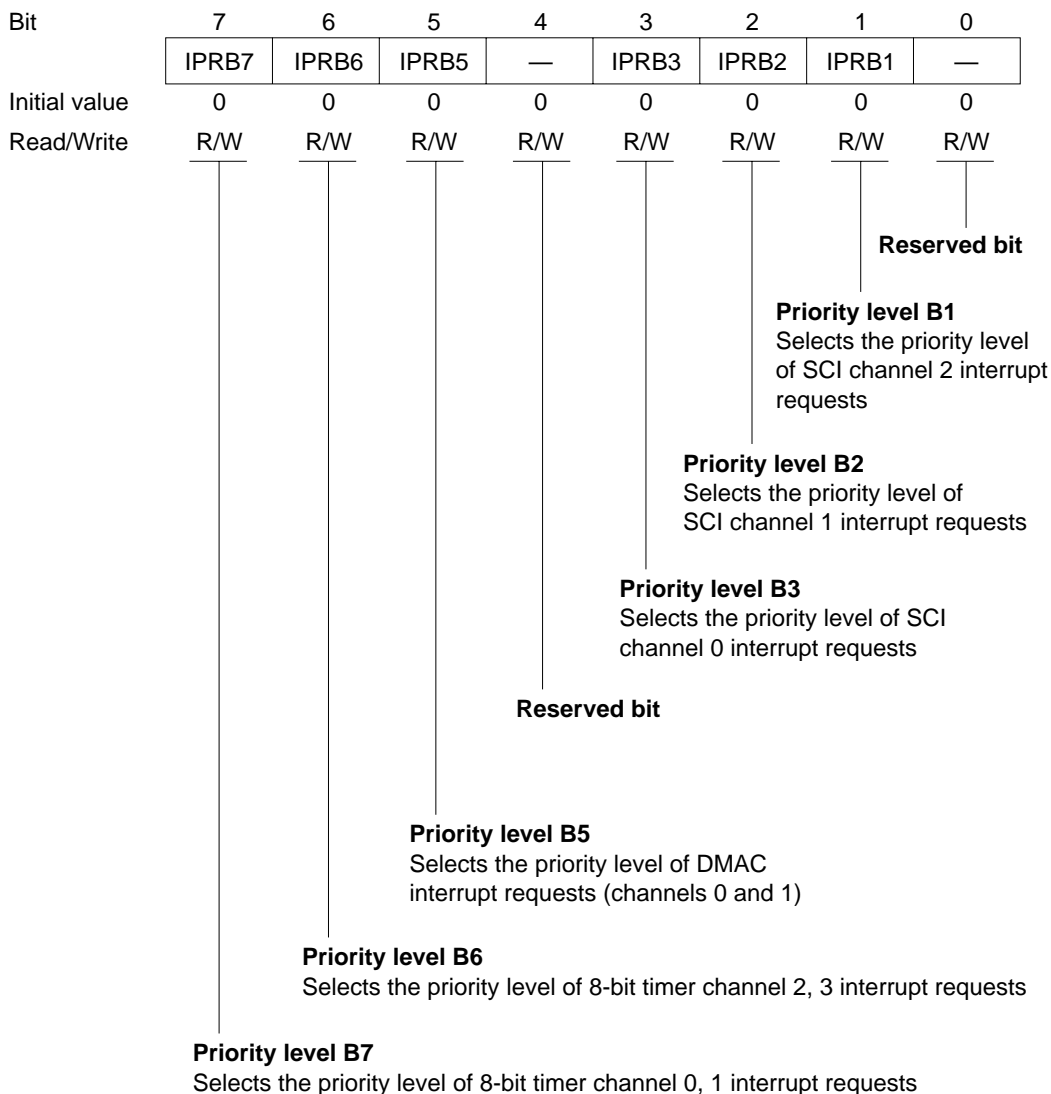 Bit 7 6 5 4 3 2 1 0
IPRB7 IPRB6 IPRB5 — IPRB3 IPRB2 IPRB1 —
Initial value 0 0 0 0 0 0 0 0
Read/Write R/W R/W R/W R/W R/W R/W R/W R/W
Reserved bit
Priority level B1
Selects the priority level
of SCI channel 2 interrupt
requests
Priority level B2
Selects the priority level of
SCI channel 1 interrupt requests
Priority level B3
Selects the priority level of SCI
channel 0 interrupt requests
Reserved bit
Priority level B5
Selects the priority level of DMAC
interrupt requests (channels 0 and 1)
Priority level B6
Selects the priority level of 8-bit timer channel 2, 3 interrupt requests
Priority level B7
Selects the priority level of 8-bit timer channel 0, 1 interrupt requests